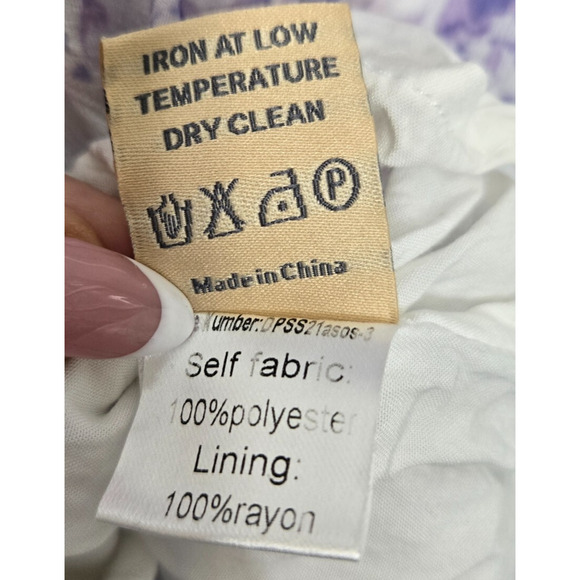 IRON AT LOW
TEMPERATURE
DRY CLEAN
P
Made in China
Number:DPSS21asos-3
Self fabric:
100%polyester
Lining:
100%rayon